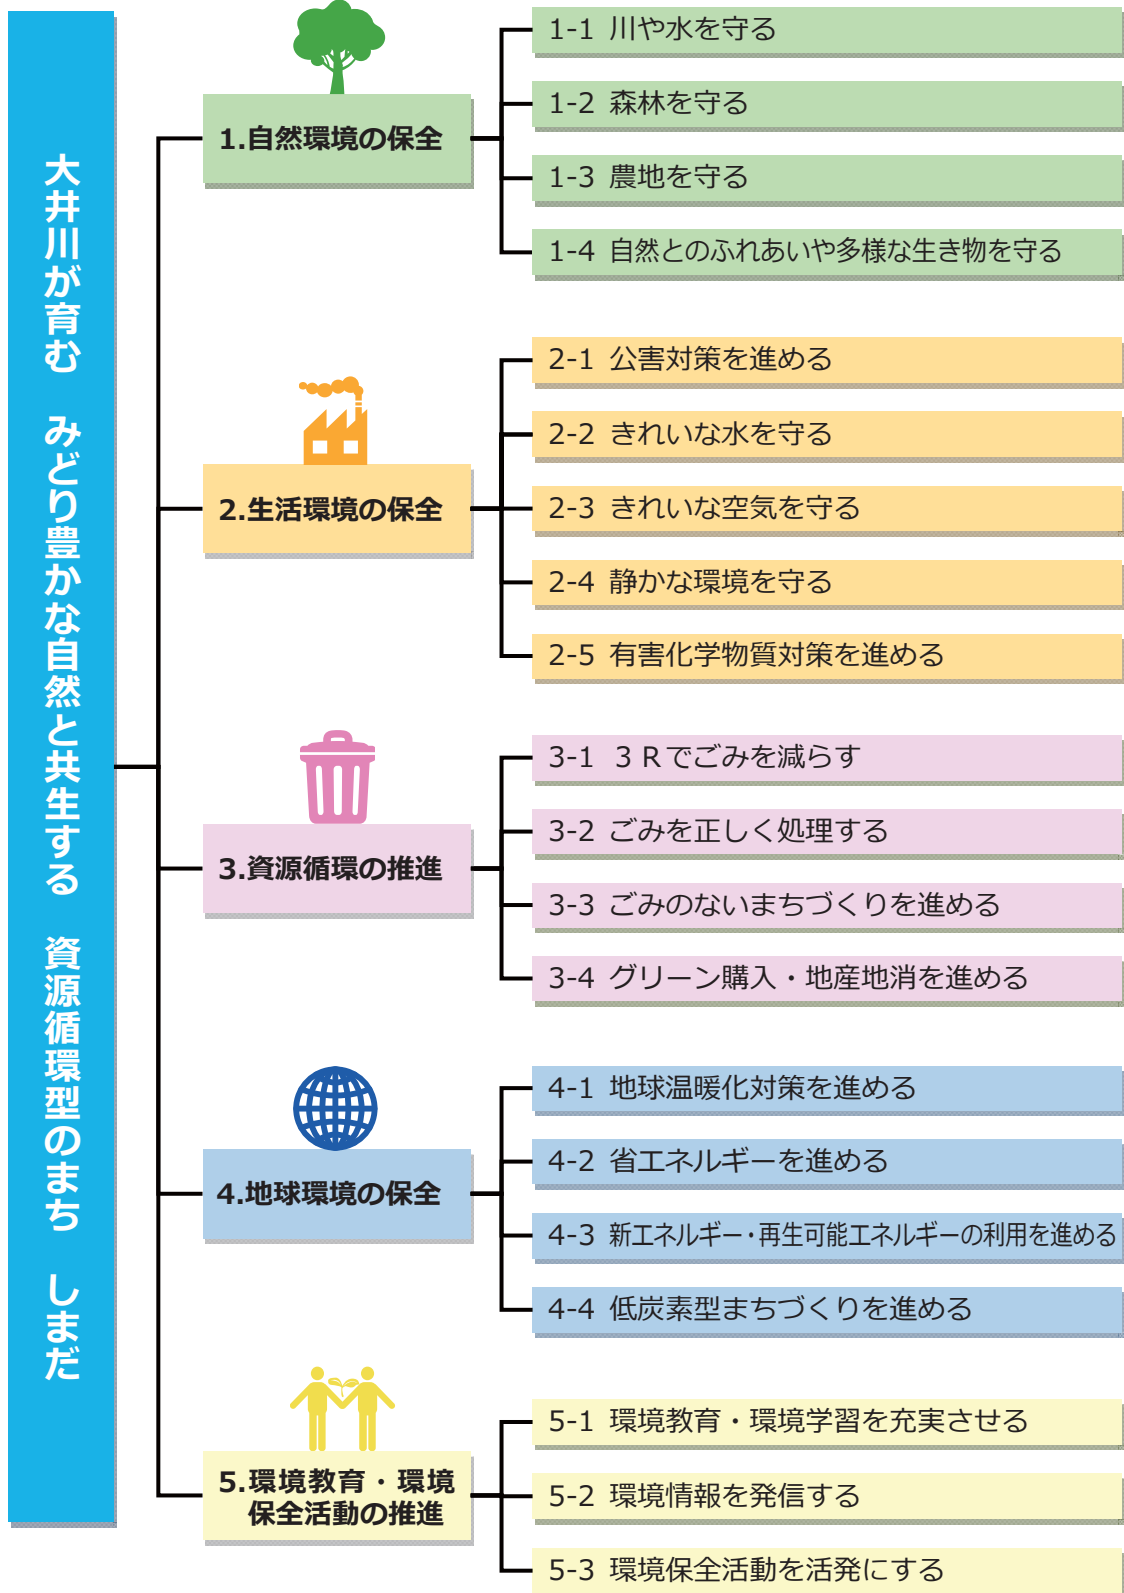 大井川が育む　みどり豊かな自然と共生する　資源循環型のまち　しまだ
1.自然環境の保全
1-1 川や水を守る
1-2 森林を守る
1-3 農地を守る
1-4 自然とのふれあいや多様な生き物を守る
2.生活環境の保全
2-1 公害対策を進める
2-2 きれいな水を守る
2-3 きれいな空気を守る
2-4 静かな環境を守る
2-5 有害化学物質対策を進める
3.資源循環の推進
3-1 ３Ｒでごみを減らす
3-2 ごみを正しく処理する
3-3 ごみのないまちづくりを進める
3-4 グリーン購入・地産地消を進める
4.地球環境の保全
4-1 地球温暖化対策を進める
4-2 省エネルギーを進める
4-3 新エネルギー・再生可能エネルギーの利用を進める
4-4 低炭素型まちづくりを進める
5.環境教育・環境
保全活動の推進
5-1 環境教育・環境学習を充実させる
5-2 環境情報を発信する
5-3 環境保全活動を活発にする